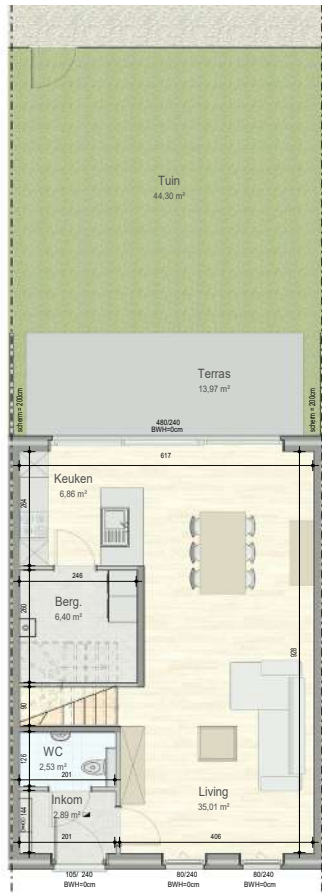 Tuin
44,30 m²
Terras
13,97 m²
scherm = 200cm
scherm = 200cm
480/240
BWH=0cm
617
Keuken
6,86 m²
264
246
Berg.
6,40 m²
260
928
90
WC
2,53 m²
126
201
Living
35,01 m²
Inkom
2,89 m²
144
201
406
105/ 240
BWH=0cm
80/240
BWH=0cm
80/240
BWH=0cm